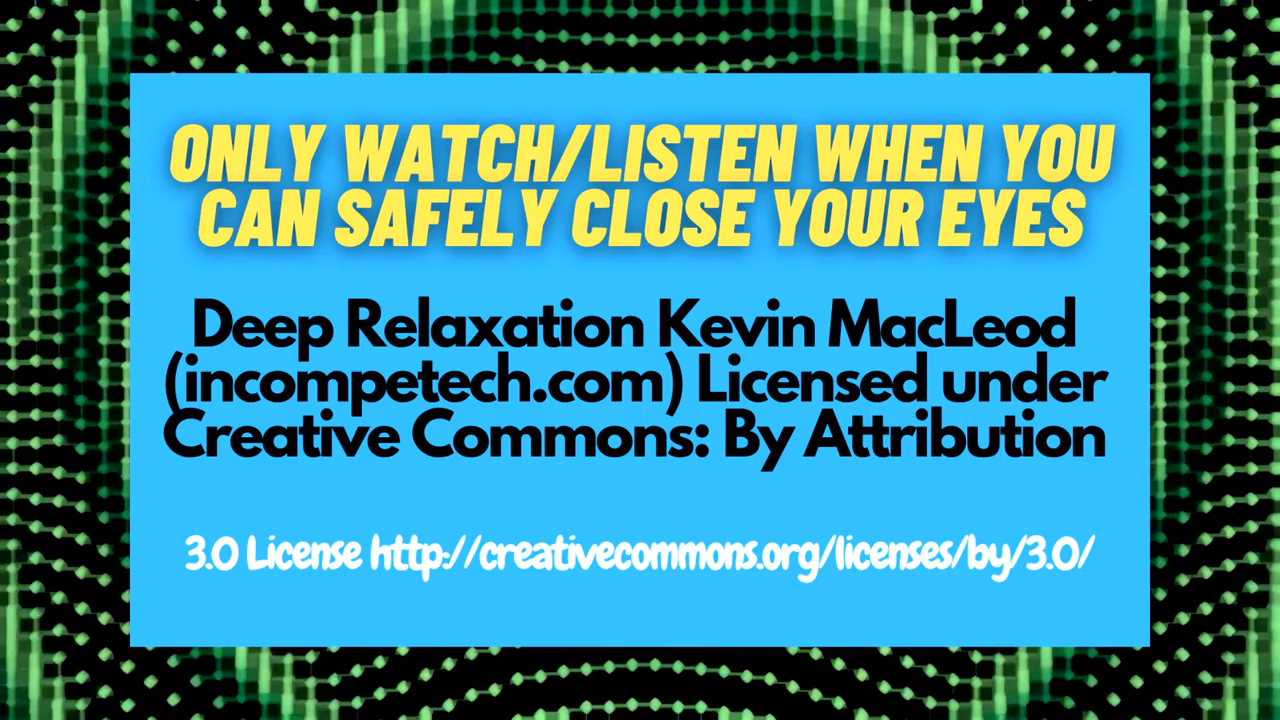 ONLY WATCH/LISTEN WHEN YOU
CAN SAFELY CLOSE YOUR EYES
Deep Relaxation Kevin MacLeod
(incompetech.com) Licensed under
Creative Commons: By Attribution
3.0 License http://creativecommons.org/licenses/by/3.0/